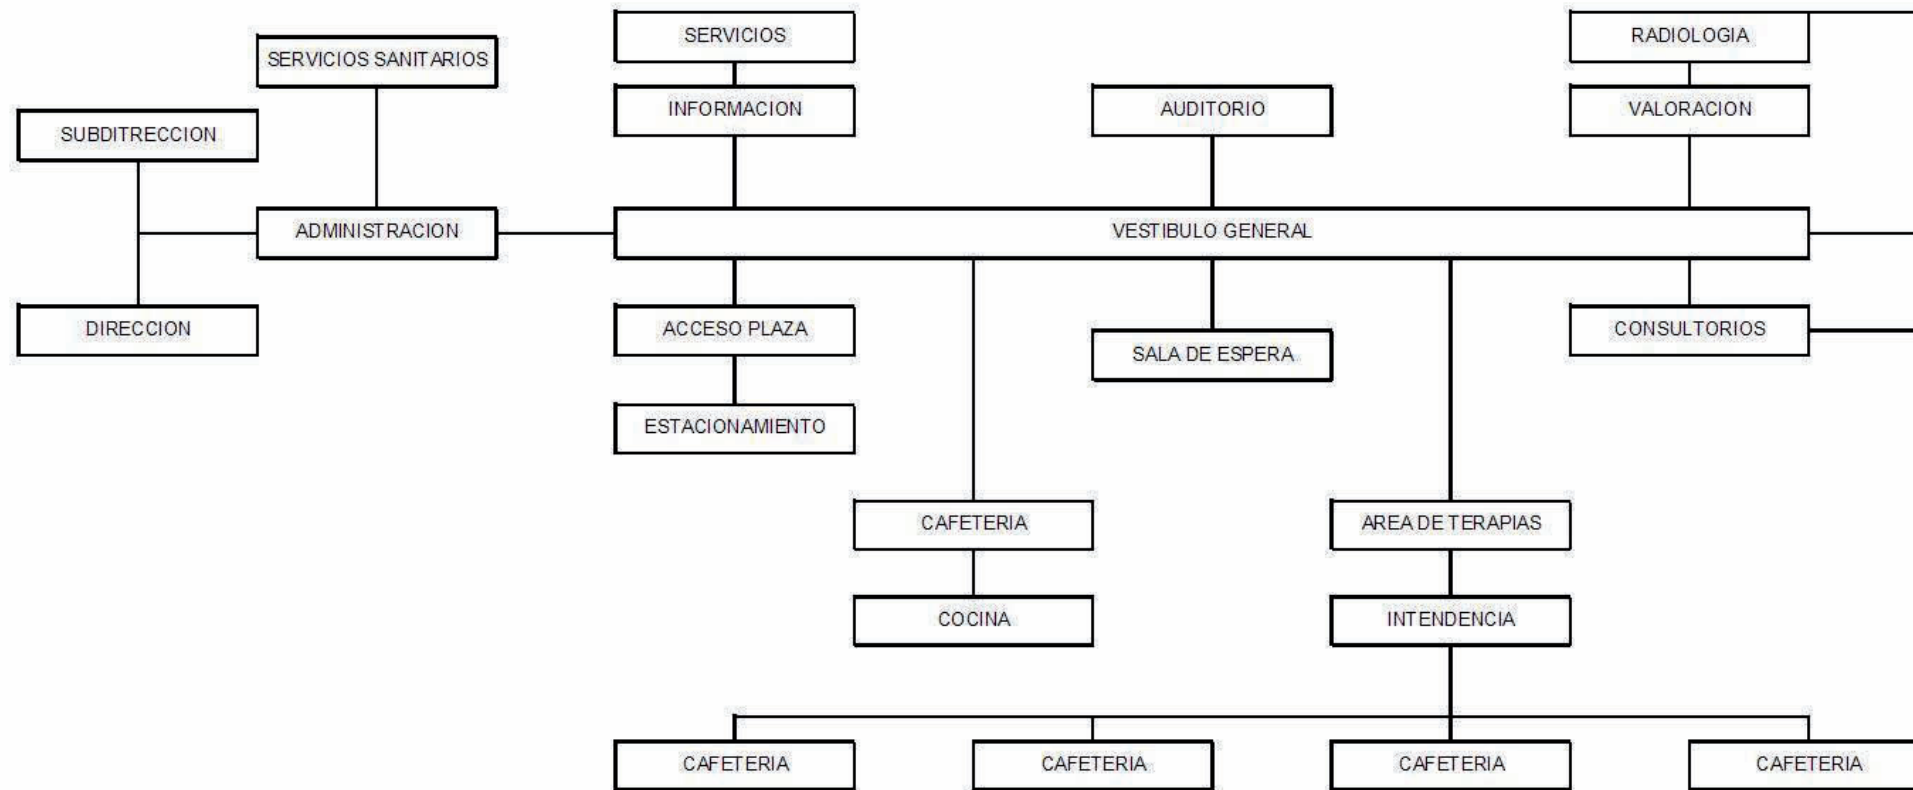 SERVICIOS
RADIOLOGIA
SERVICIOS SANITARIOS
INFORMACION
AUDITORIO
VALORACION
SUBDITRECCION
ADMINISTRACION
VESTIBULO GENERAL
DIRECCION
ACCESO PLAZA
CONSULTORIOS
SALA DE ESPERA
ESTACIONAMIENTO
CAFETERIA
AREA DE TERAPIAS
COCINA
INTENDENCIA
CAFETERIA
CAFETERIA
CAFETERIA
CAFETERIA